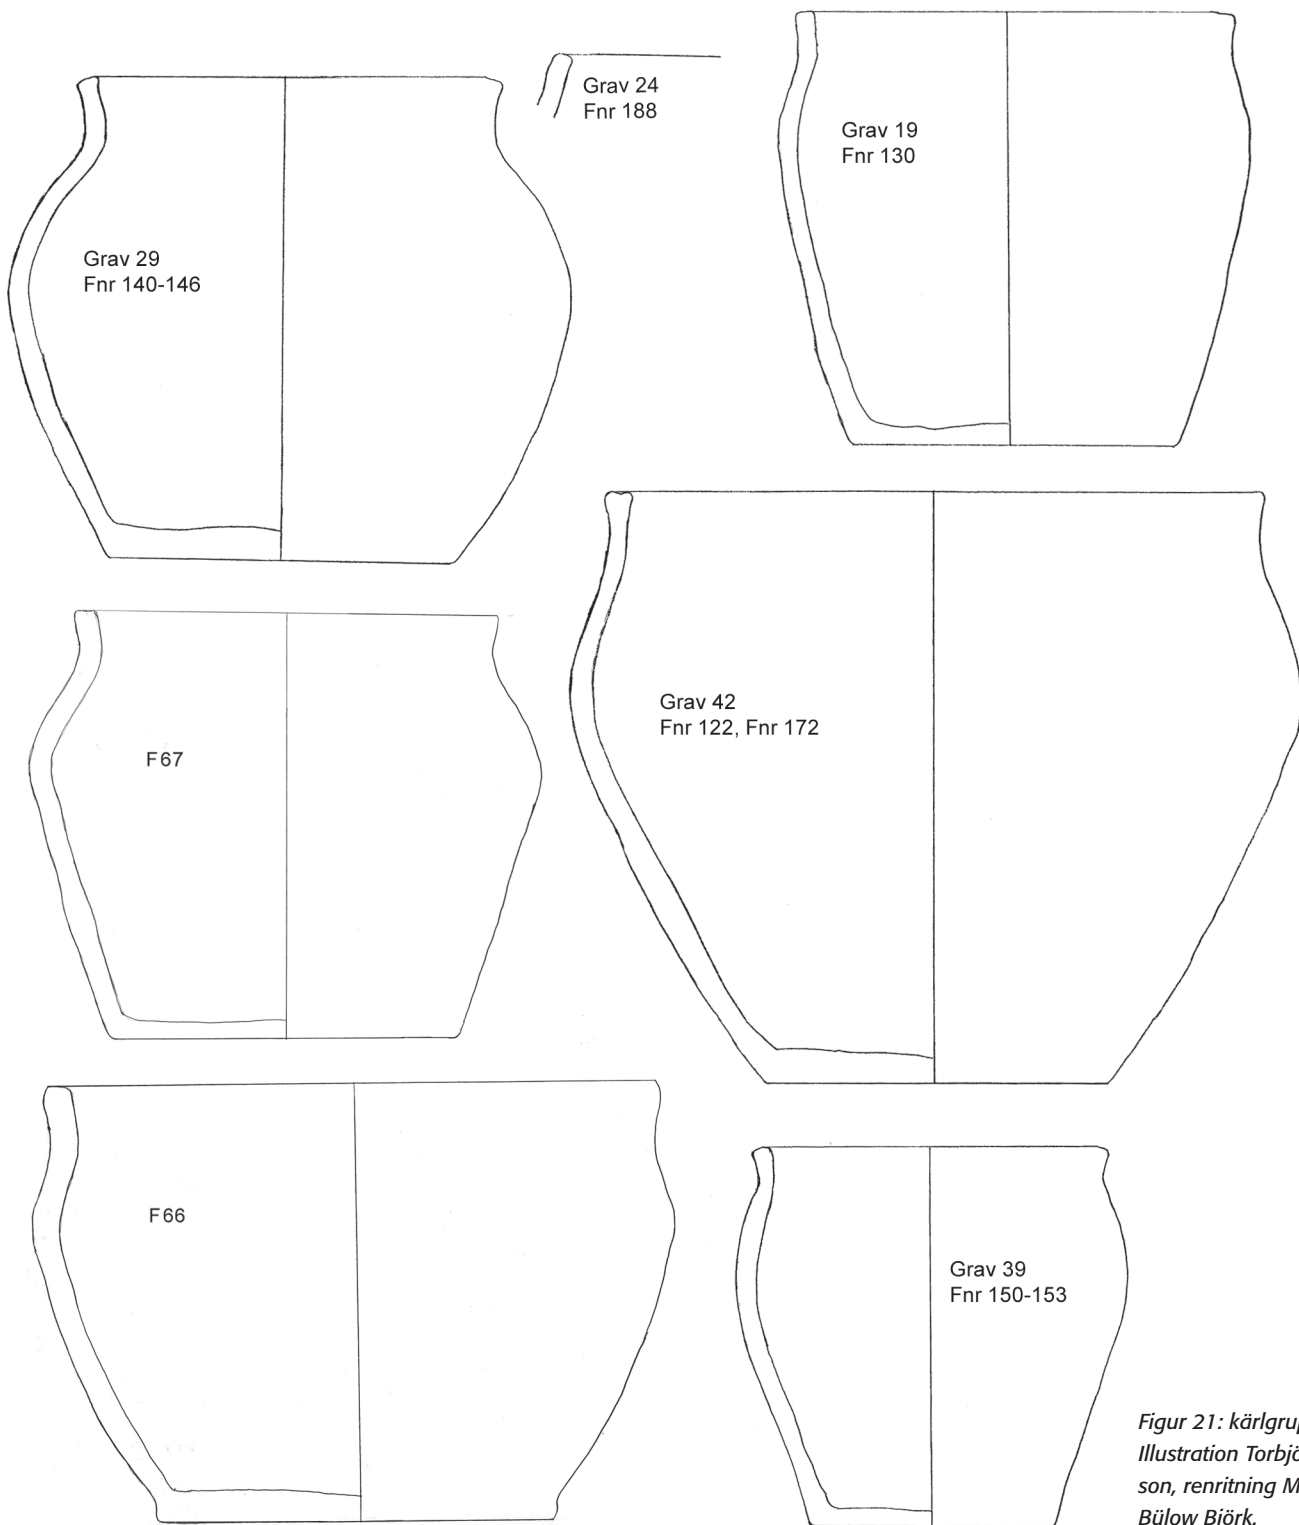 Grav 24
Fnr 188
Grav 19
Fnr 130
Grav 29
Fnr 140-146
Grav 42
Fnr 122, Fnr 172
F67
F66
Grav 39
Fnr 150-153
Figur 21: kärlgrup
Illustration Torbjö
son, renritning M
Bülow Björk.